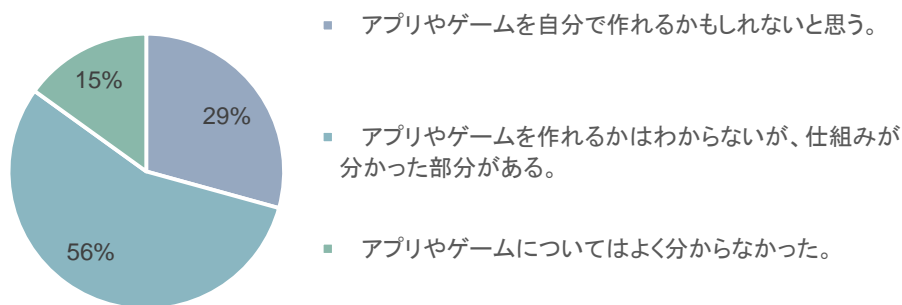 アプリやゲームを自分で作れるかもしれないと思う。
15%
29%
アプリやゲームを作れるかはわからないが、仕組みが
分かった部分がある。
56%
アプリやゲームについてはよく分からなかった。